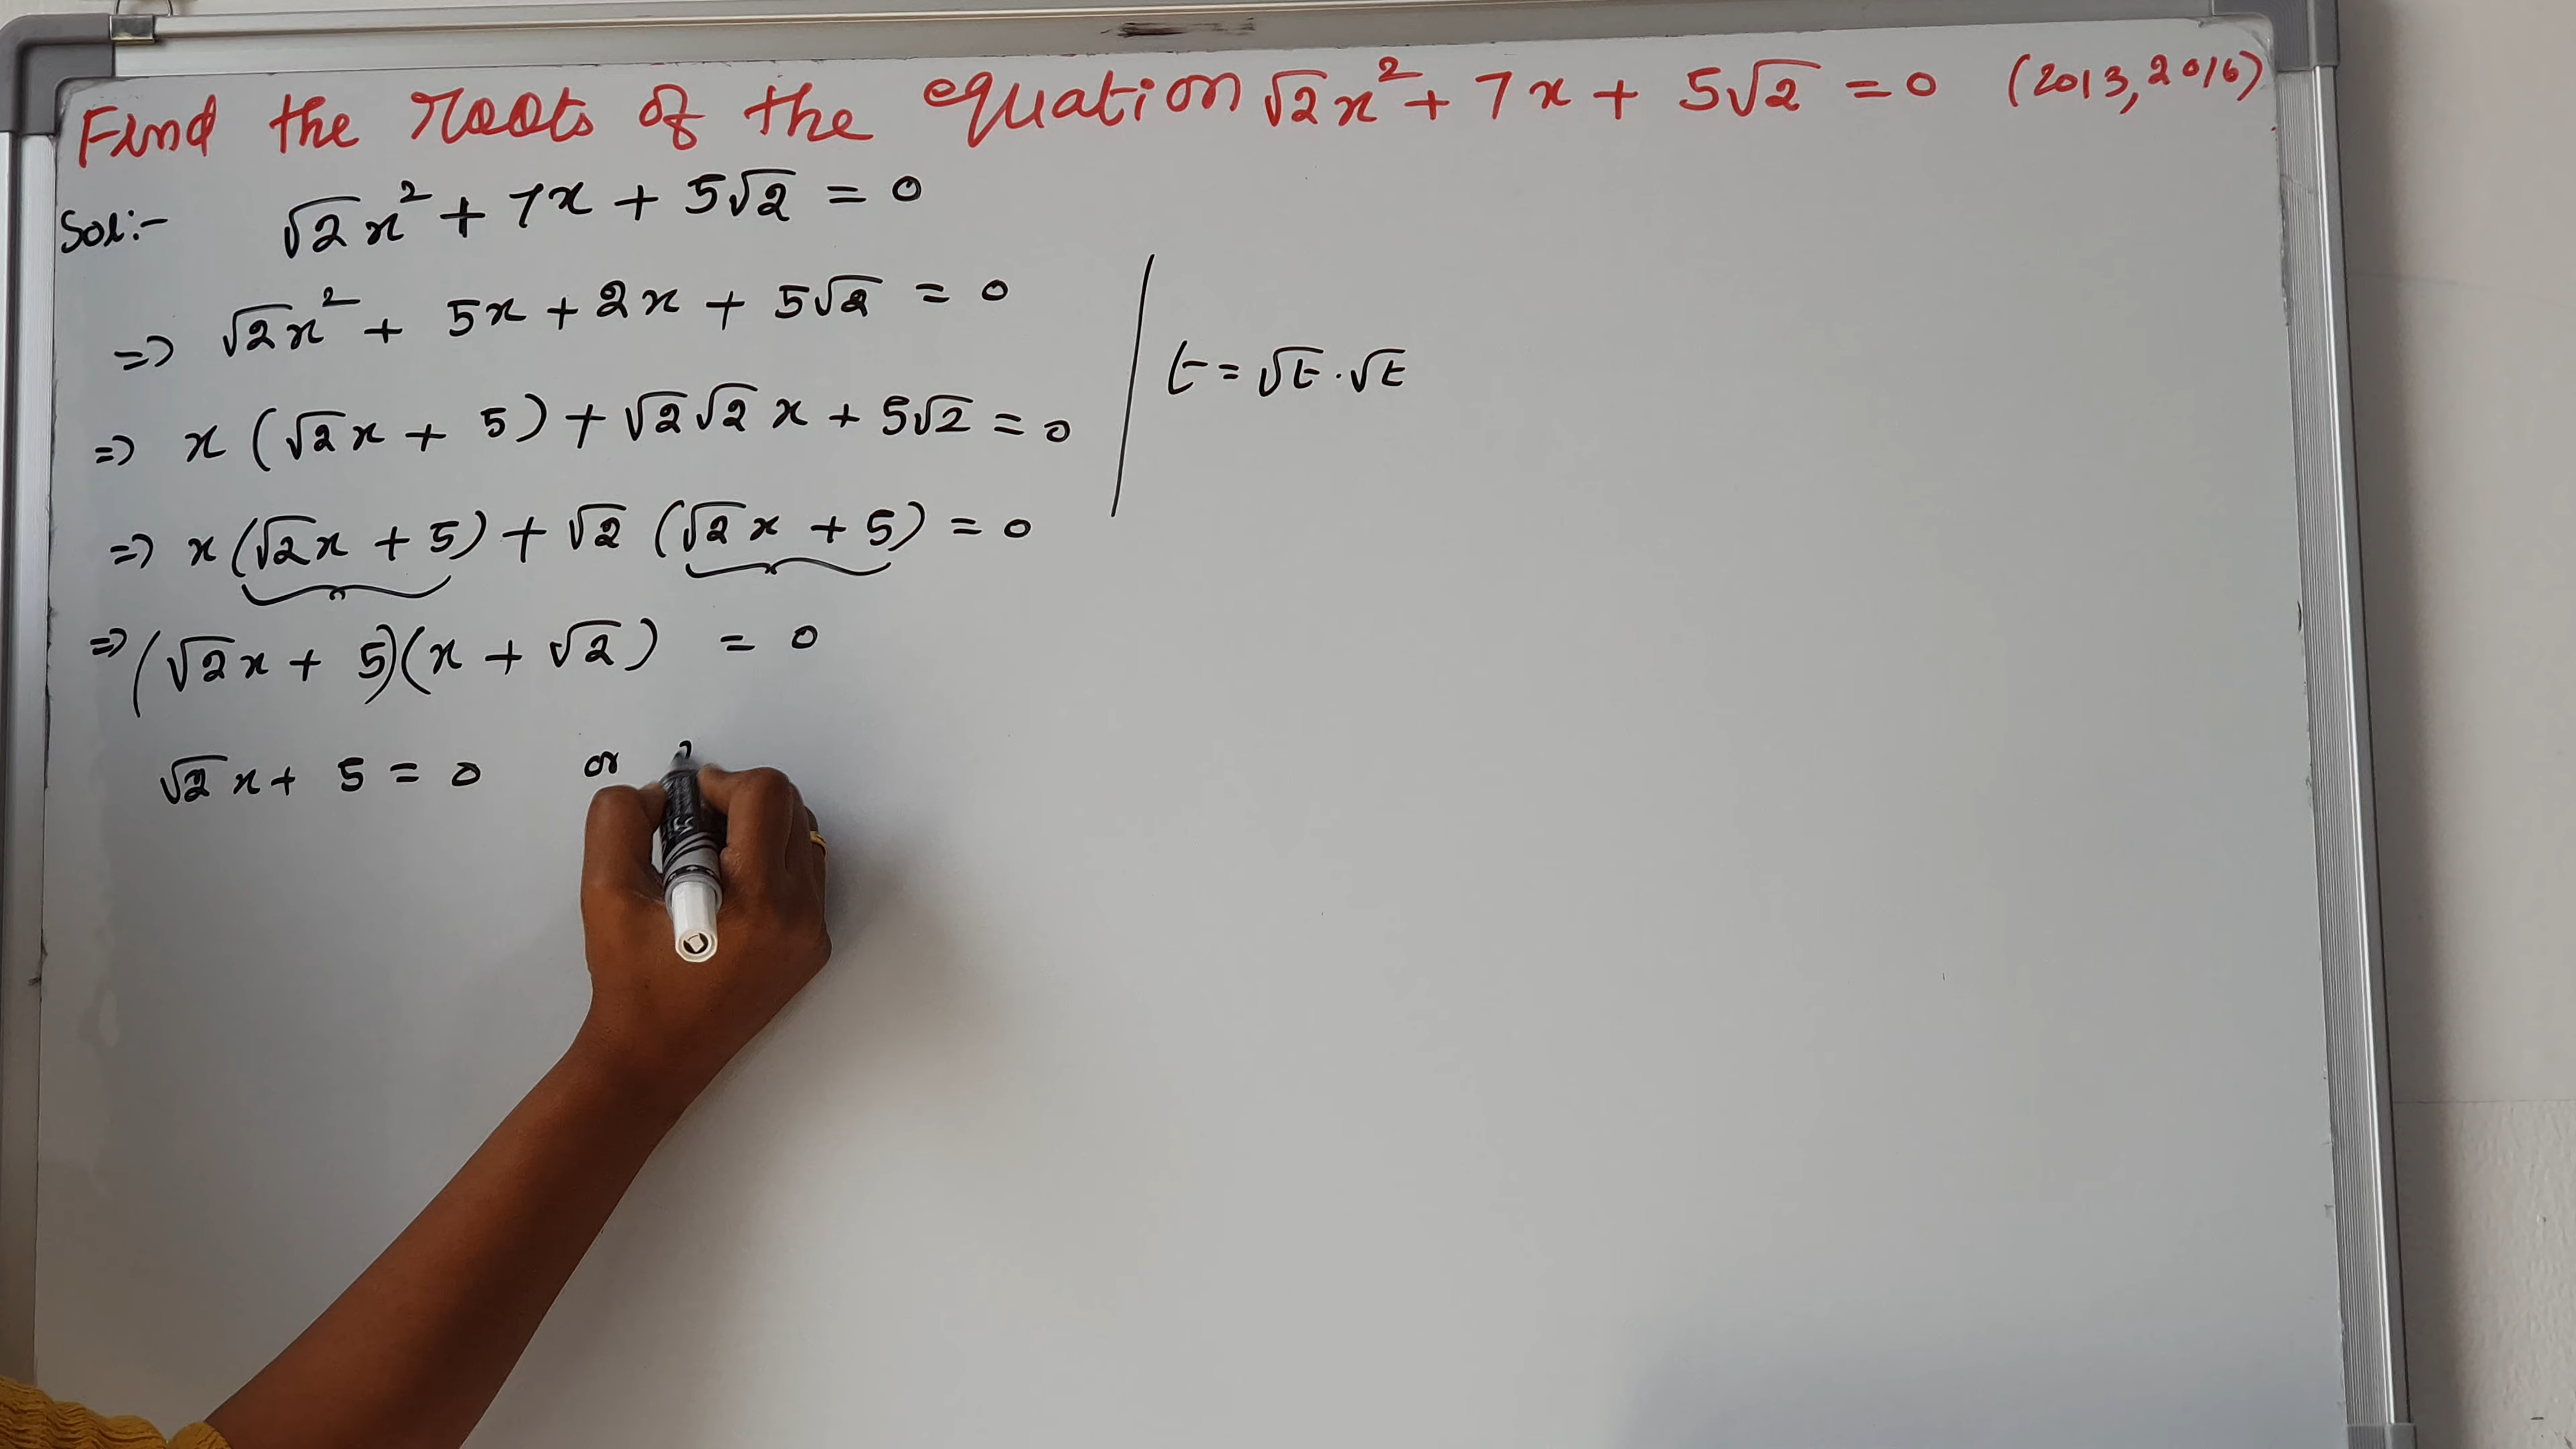 Find the roots of the equation √2x² + 7x + 5√2 = 0 (2013, 2016)
Sol:- √2x² + 7x + 5√2 = 0
=> √2x² + 5x + 2x + 5√2 = 0
t = √t · √t
=> x(√2x + 5) + √2√2x + 5√2 = 0
=> x(√2x + 5) + √2(√2x + 5) = 0
=> (√2x + 5)(x + √2) = 0
√2x + 5 = 0 or